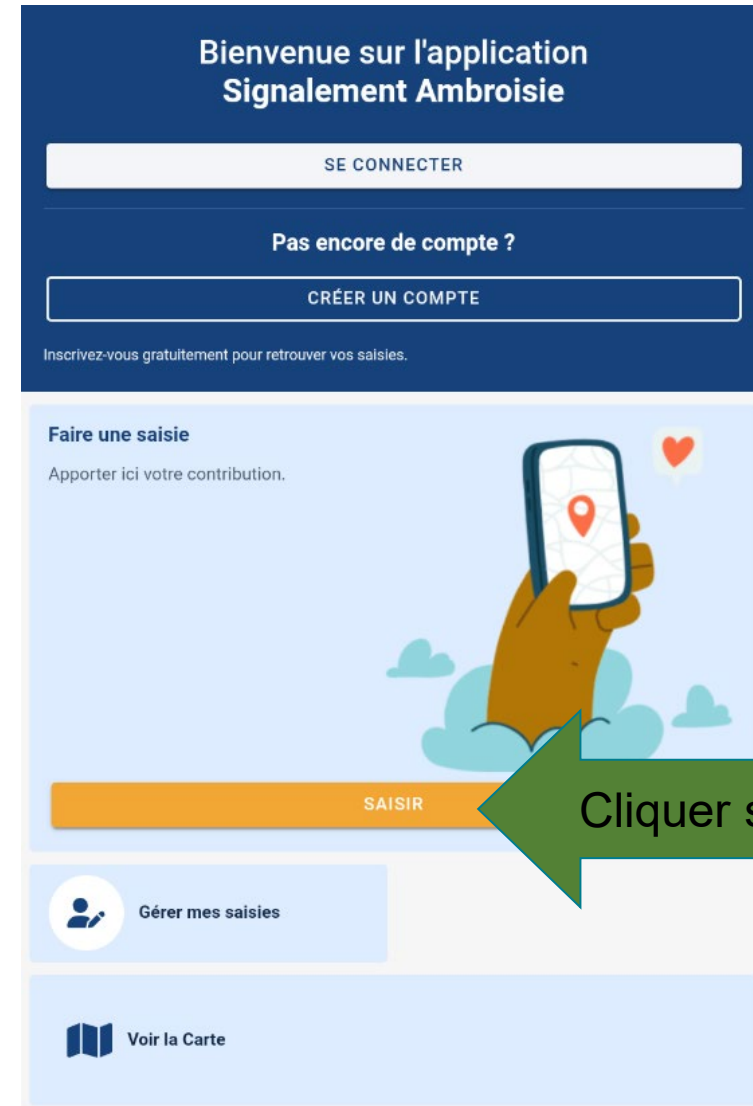 Bienvenue sur l'application
Signalement Ambroisie
SE CONNECTER
Pas encore de compte ?
CRÉER UN COMPTE
Inscrivez-vous gratuitement pour retrouver vos saisies.
Faire une saisie
Apporter ici votre contribution.
SAISIR
Cliquer s
Gérer mes saisies
Voir la Carte